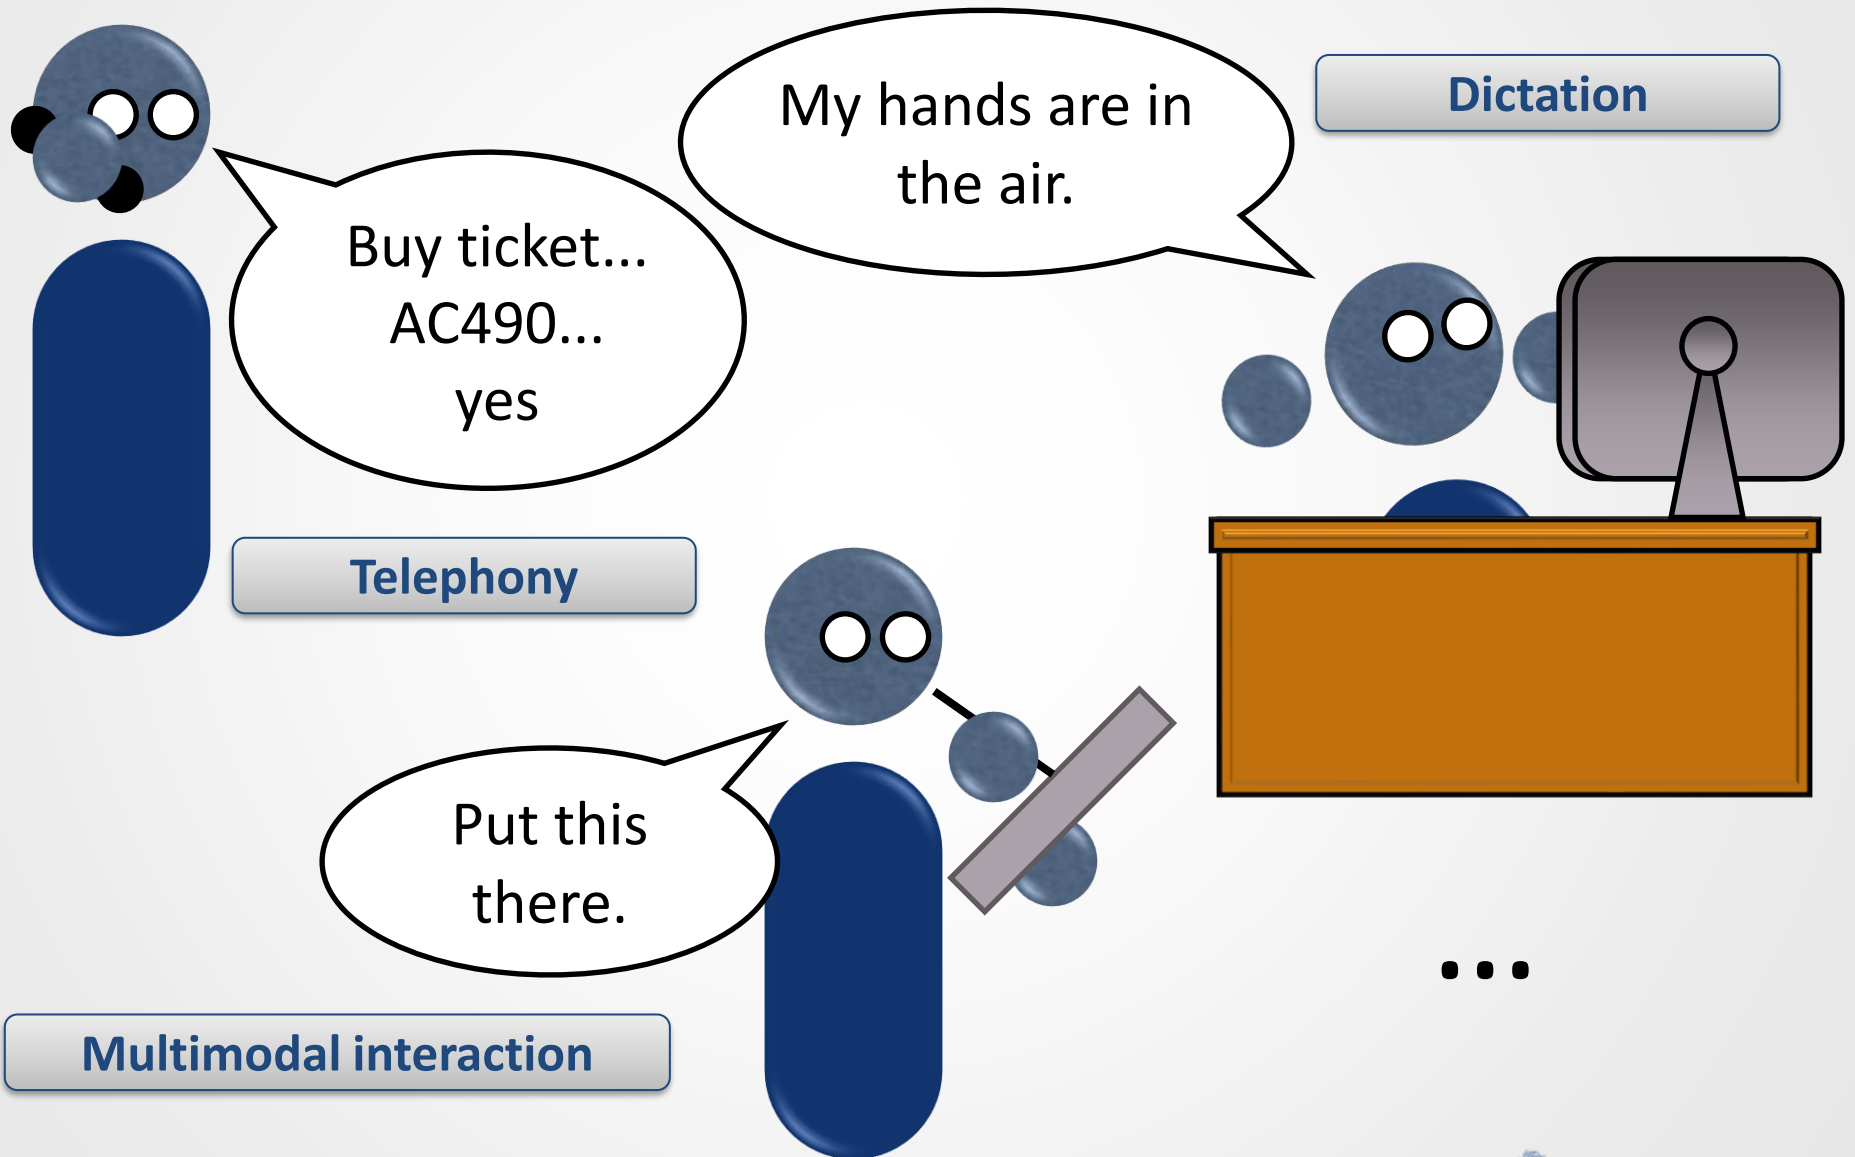 My hands are in
the air.
Dictation
Buy ticket...
AC490...
yes
Telephony
Put this
there.
...
Multimodal interaction